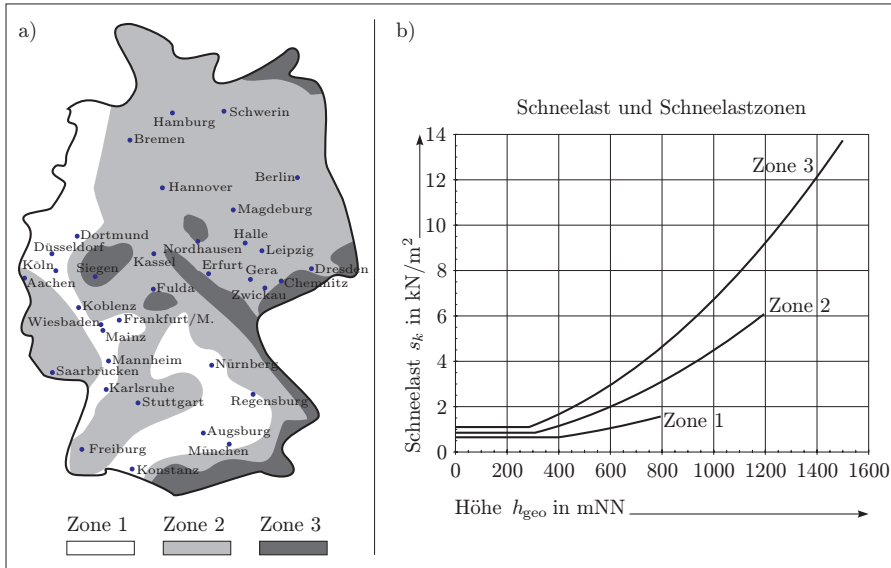 a)
Schwerin
Hamburg
Bremen
Berlin
Hannover
Magdeburg
Dortmund
Düsseldorf
Halle
Nordhausen
Leipzig
Köln
Kassel
Siegen
Erfurt
Gera
Dresden
Aachen
Chemnitz
Fulda
Zwickau
Koblenz
Wiesbaden
Frankfurt/M.
Mainz
Mannheim
Nürnberg
Saarbrücken
Karlsruhe
Regensburg
Stuttgart
Augsburg
Freiburg
München
Konstanz
Zone 1 Zone 2 Zone 3
b)
Schneelast und Schneelastzonen
Schneelast sk in kN/m²
14
12
10
8
6
4
2
0
Zone 3
Zone 2
Zone 1
0 200 400 600 800 1000 1200 1400 1600
Höhe hgeo in mNN